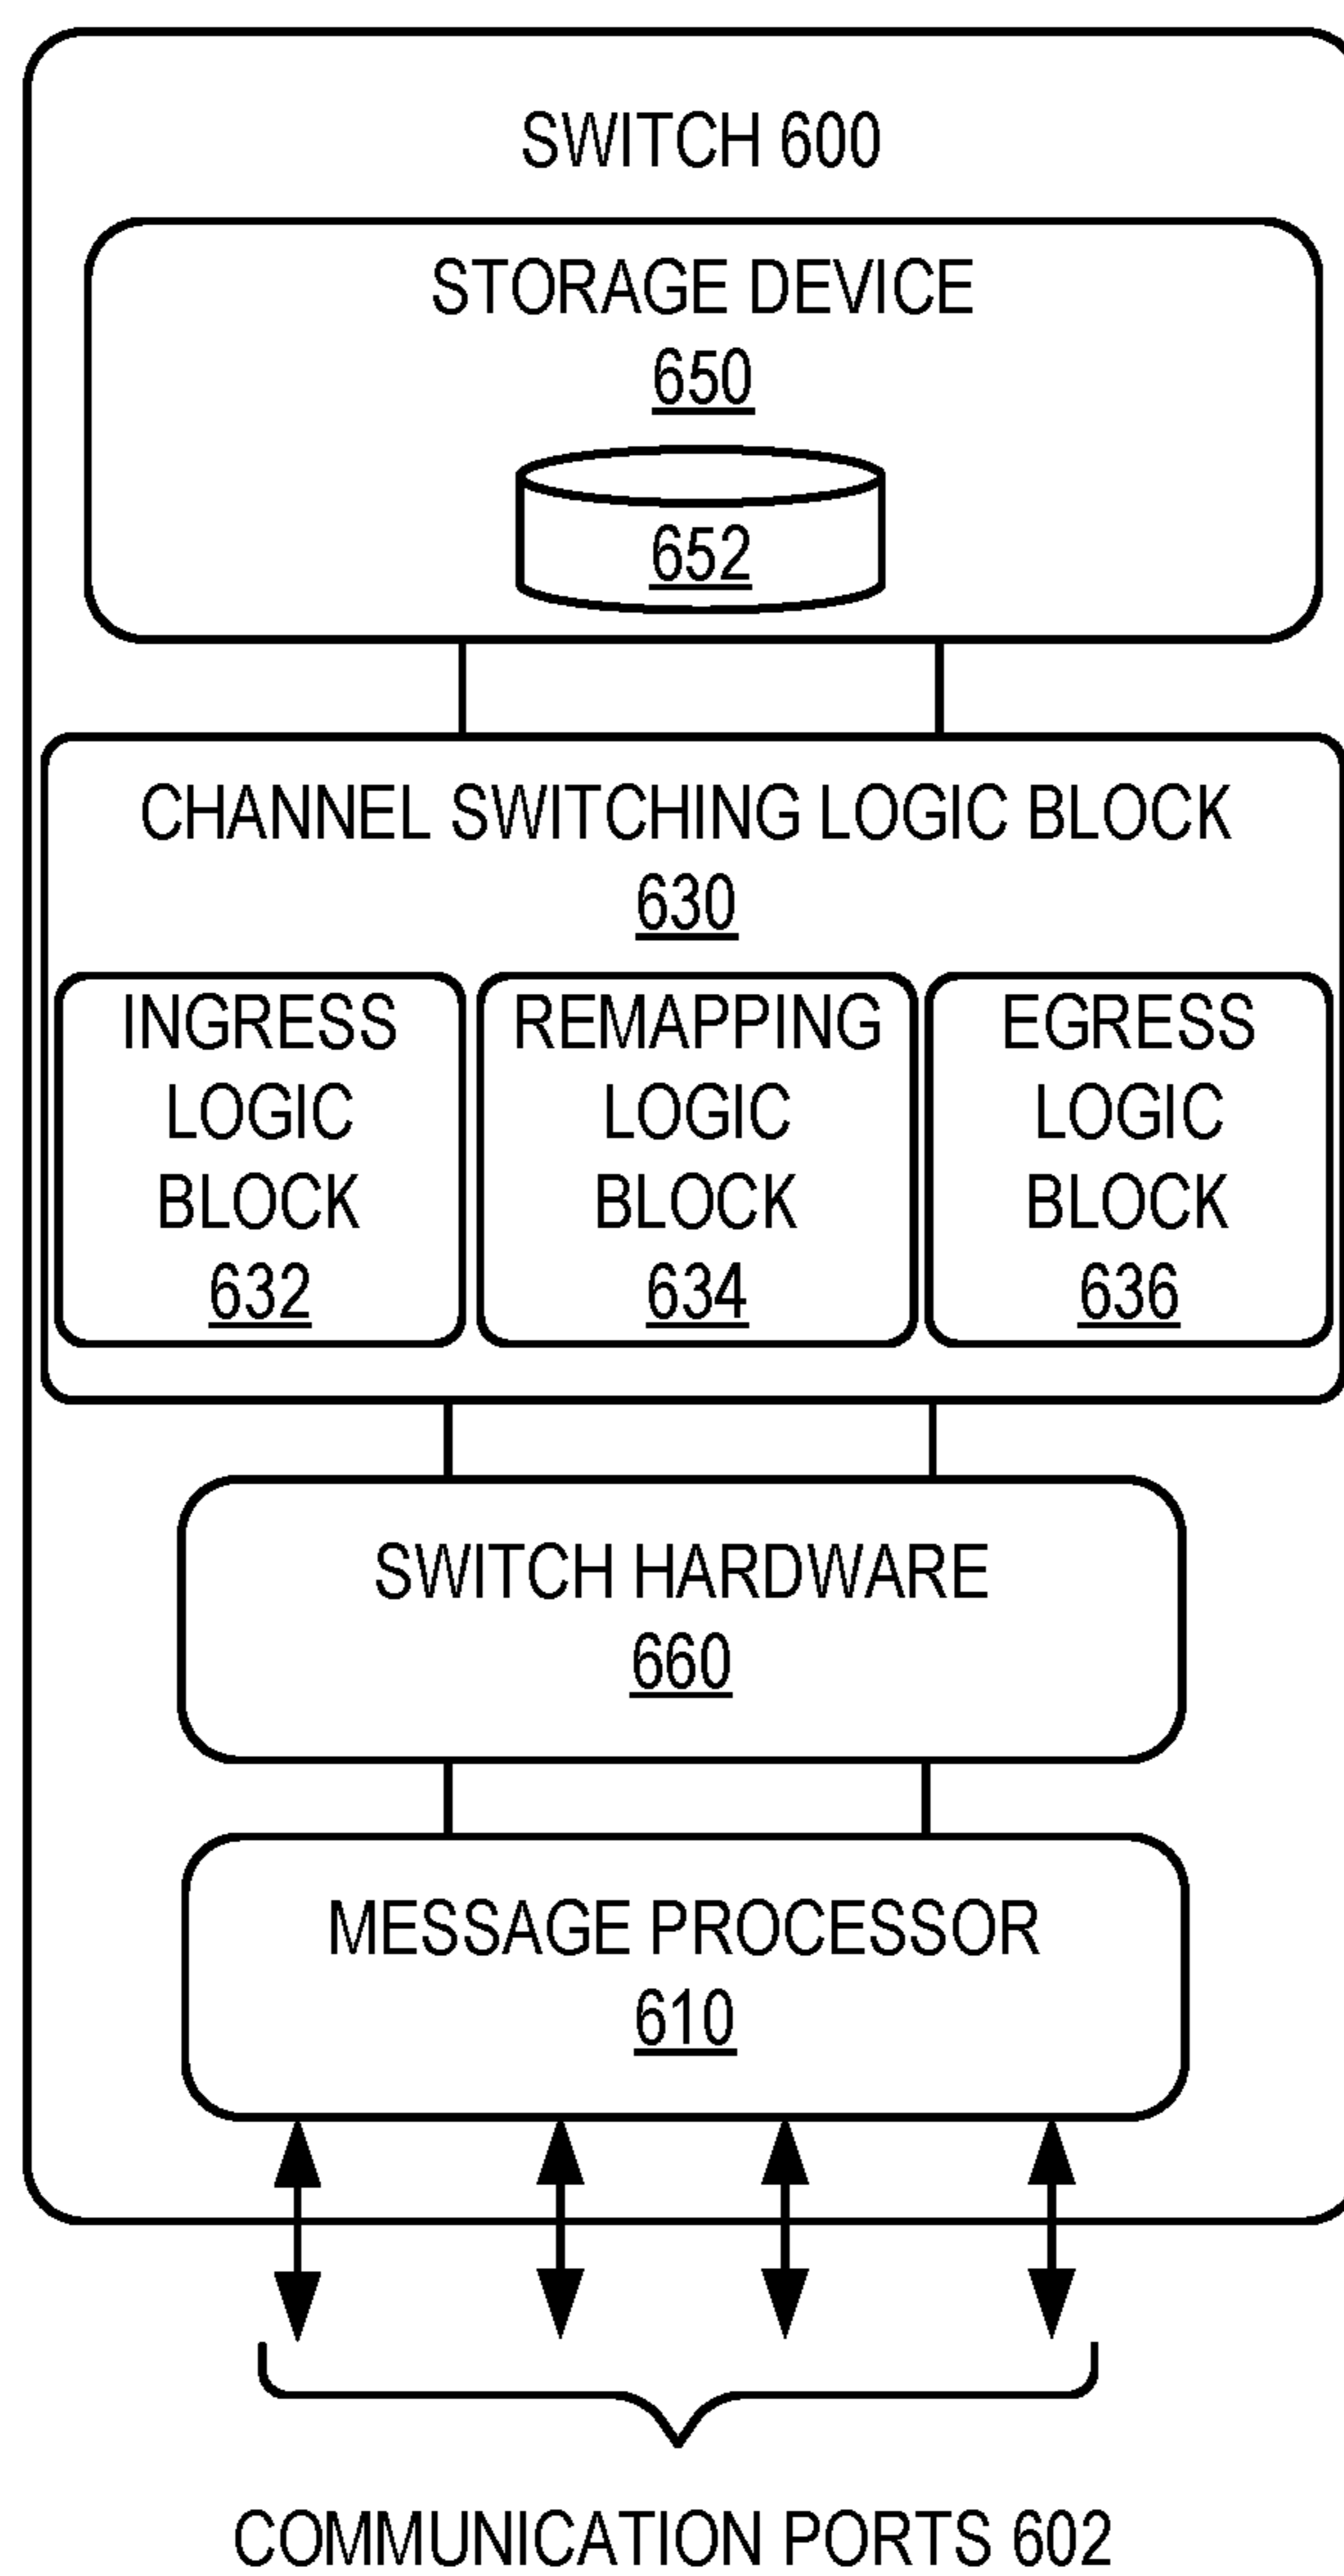 SWITCH 600
STORAGE DEVICE
650
652
CHANNEL SWITCHING LOGIC BLOCK
630
INGRESS
LOGIC
BLOCK
632
REMAPPING
LOGIC
BLOCK
634
EGRESS
LOGIC
BLOCK
636
SWITCH HARDWARE
660
MESSAGE PROCESSOR
610
COMMUNICATION PORTS 602